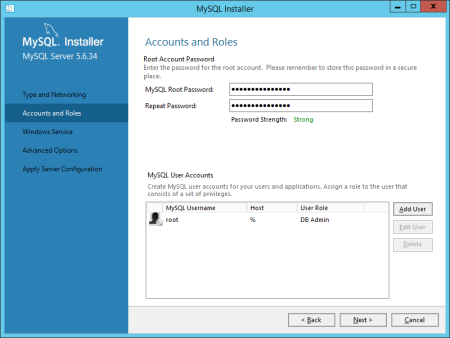 MySQL Installer
MySQL. Installer
MySQL Server 5.6.34
Type and Networking
Accounts and Roles
Windows Service
Advanced Options
Apply Server Configuration
Accounts and Roles
Root Account Password
Enter the password for the root account. Please remember to store this password in a secure
place.
MySQL Root Password: •••••••••••••••
Repeat Password: •••••••••••••••
Password Strength: Strong
MySQL User Accounts
Create MySQL user accounts for your users and applications. Assign a role to the user that
consists of a set of privileges.
MySQL Username Host User Role
root % DB Admin
Add User
Edit User
Delete
< Back Next > Cancel